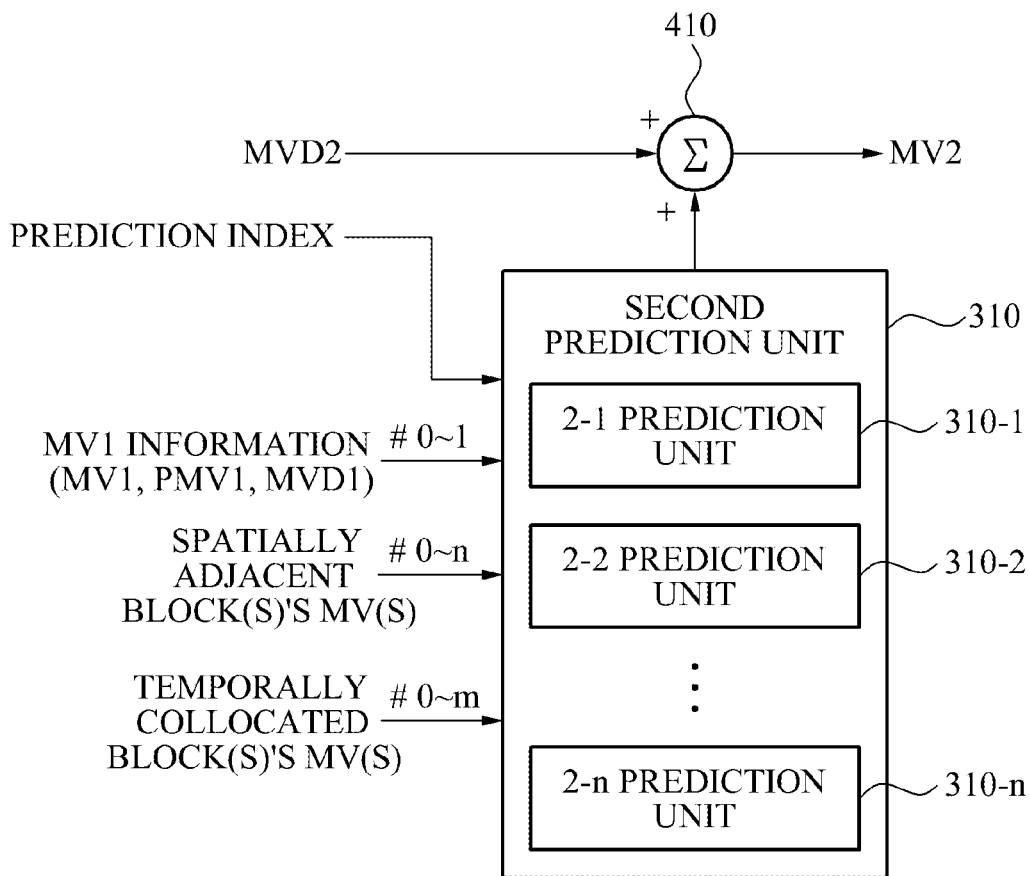 410
+
MVD2
Σ
MV2
+
PREDICTION INDEX
SECOND
PREDICTION UNIT
310
2-1 PREDICTION
UNIT
310-1
MV1 INFORMATION
(MV1, PMV1, MVD1)
# 0~1
SPATIALLY
ADJACENT
BLOCK(S)'S MV(S)
# 0~n
2-2 PREDICTION
UNIT
310-2
TEMPORALLY
COLLOCATED
BLOCK(S)'S MV(S)
# 0~m
2-n PREDICTION
UNIT
310-n